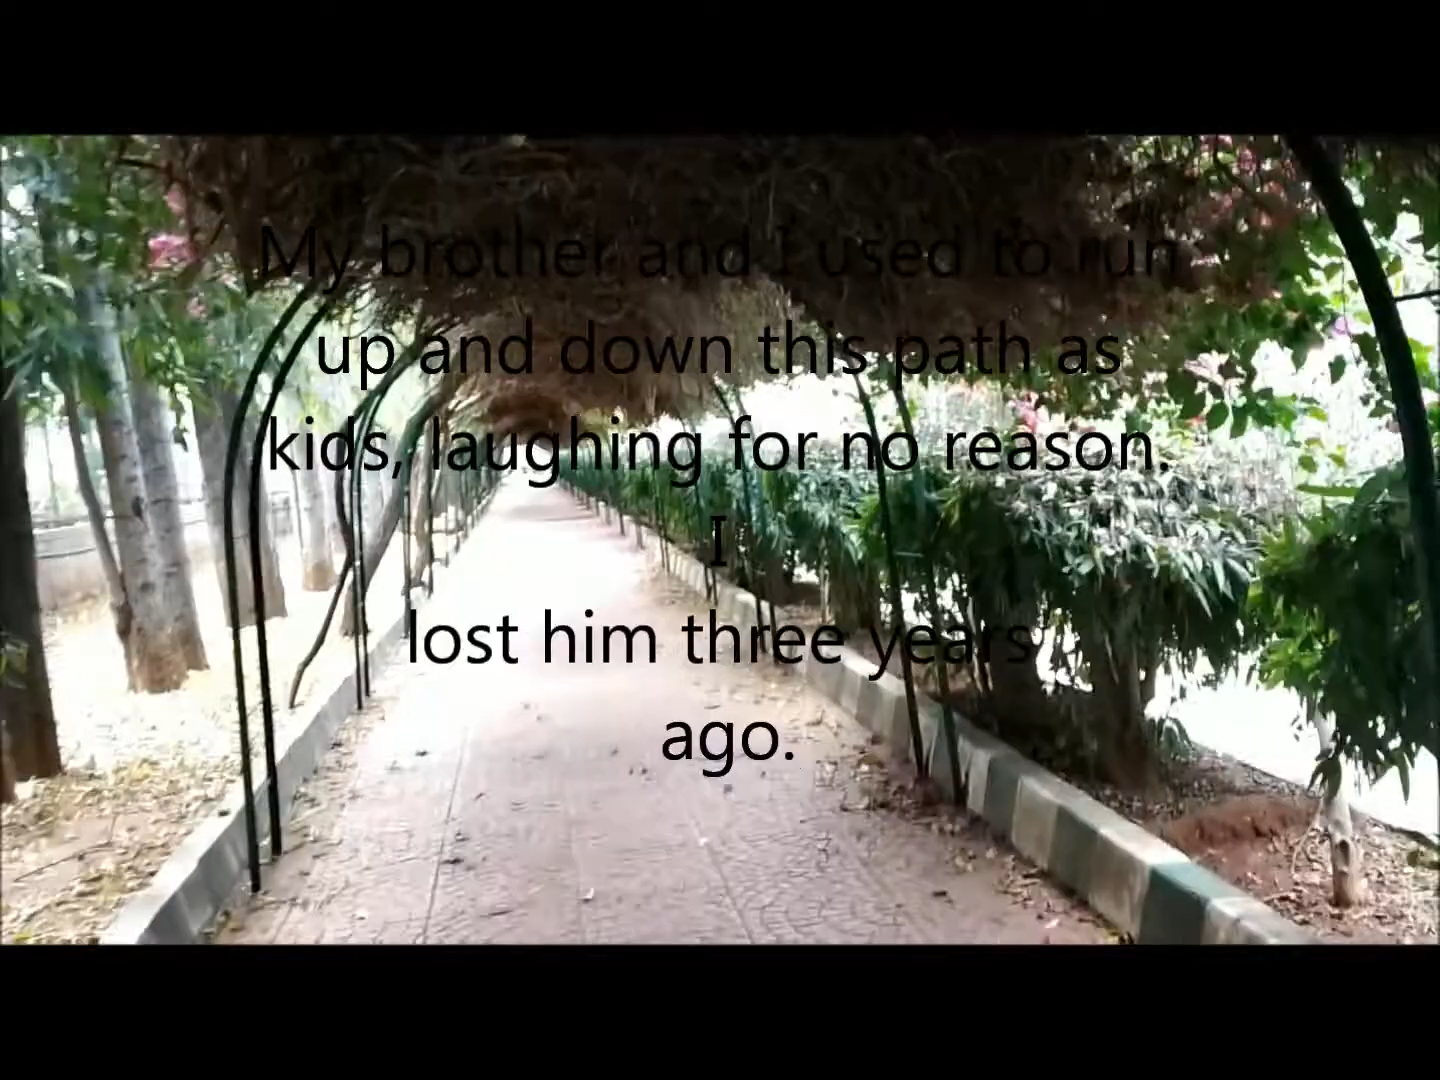 My brother and I used to run
up and down this path as
kids, laughing for no reason.
I
lost him three years
ago.